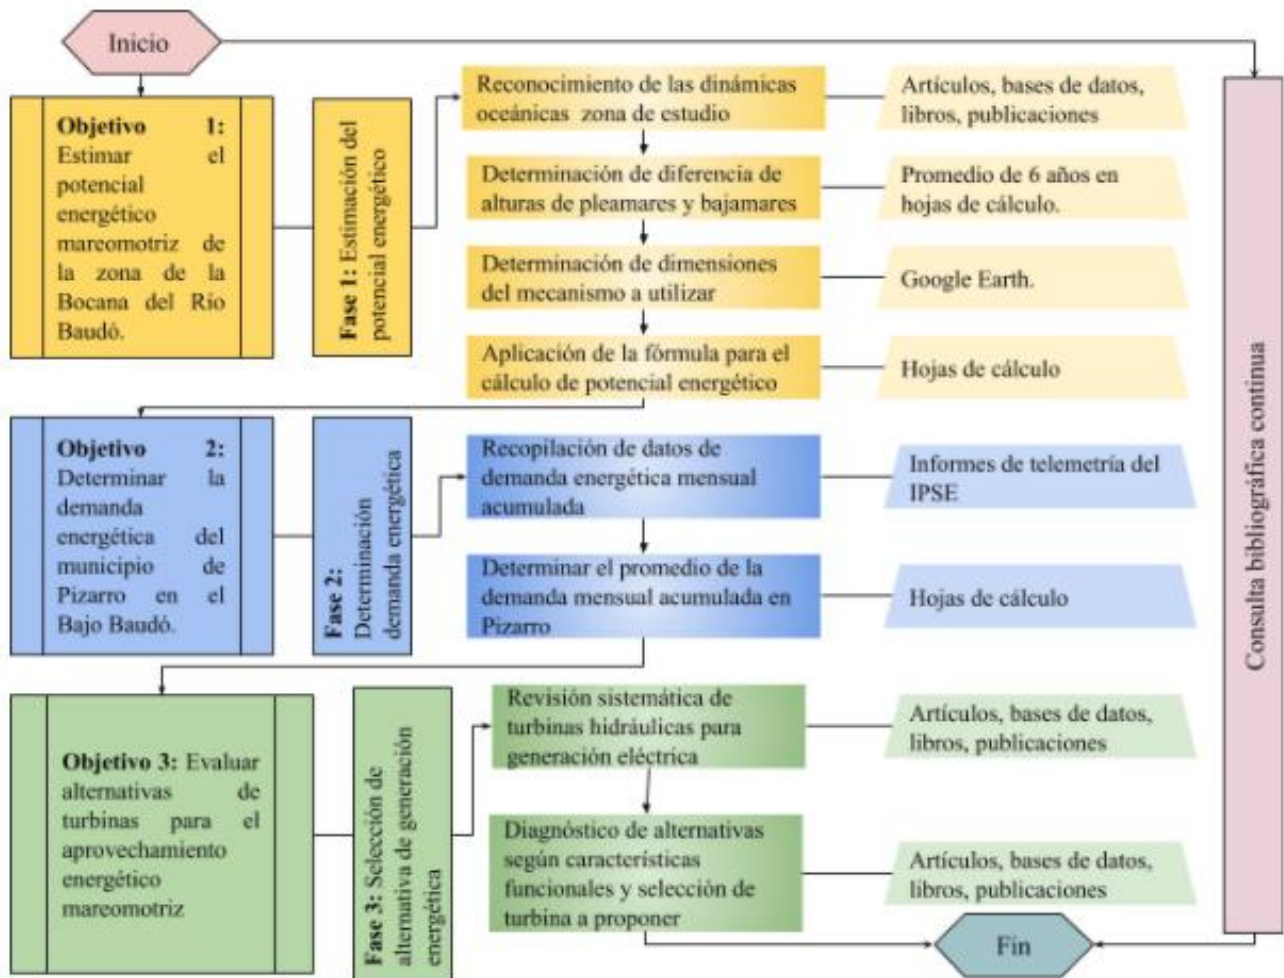 Inicio
Objetivo 1:
Estimar el
potencial
energético
mareomotriz de
la zona de la
Bocana del Río
Baudó.
Fase 1: Estimación del
potencial energético
Reconocimiento de las dinámicas
oceánicas zona de estudio
Artículos, bases de datos,
libros, publicaciones
Determinación de diferencia de
alturas de pleamares y bajamares
Promedio de 6 años en
hojas de cálculo.
Determinación de dimensiones
del mecanismo a utilizar
Google Earth.
Aplicación de la fórmula para el
cálculo de potencial energético
Hojas de cálculo
Objetivo 2:
Determinar la
demanda
energética del
municipio de
Pizarro en el
Bajo Baudó.
Fase 2:
Determinación
demanda energética
Recopilación de datos de
demanda energética mensual
acumulada
Informes de telemetría del
IPSE
Determinar el promedio de la
demanda mensual acumulada en
Pizarro
Hojas de cálculo
Objetivo 3: Evaluar
alternativas de
turbinas para el
aprovechamiento
energético
mareomotriz
Fase 3: Selección de
alternativa de generación
energética
Revisión sistemática de
turbinas hidráulicas para
generación eléctrica
Artículos, bases de datos,
libros, publicaciones
Diagnóstico de alternativas
según características
funcionales y selección de
turbina a proponer
Artículos, bases de datos,
libros, publicaciones
Consulta bibliográfica continua
Fin